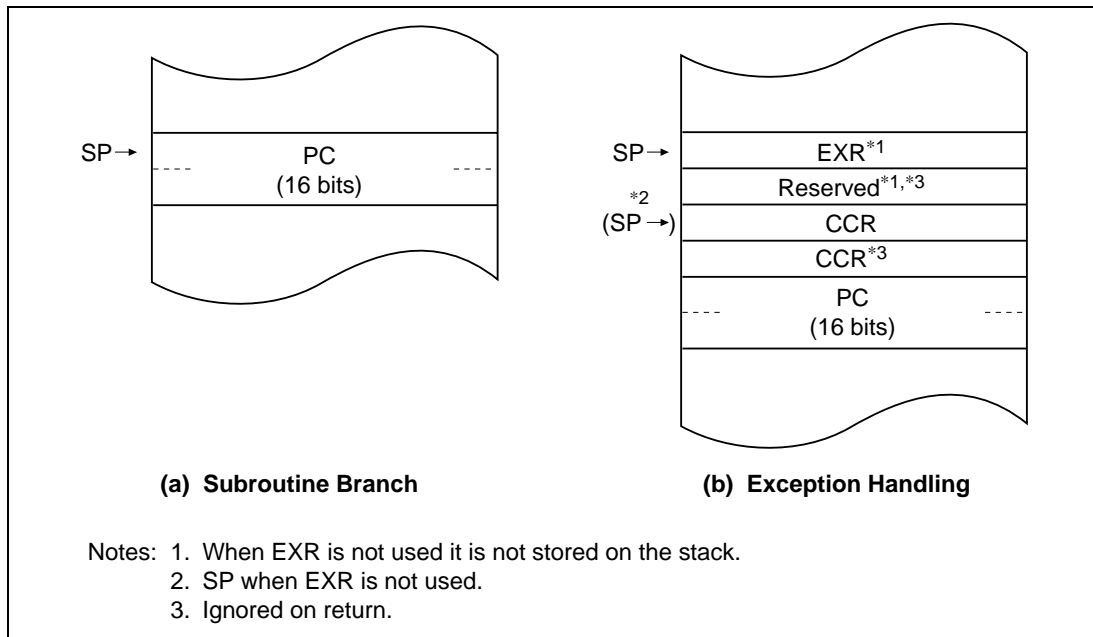 SP→ PC
(16 bits)
(a) Subroutine Branch
SP→ EXR*1
Reserved*1,*3
*2
(SP→) CCR
CCR*3
PC
(16 bits)
(b) Exception Handling
Notes: 1. When EXR is not used it is not stored on the stack.
2. SP when EXR is not used.
3. Ignored on return.